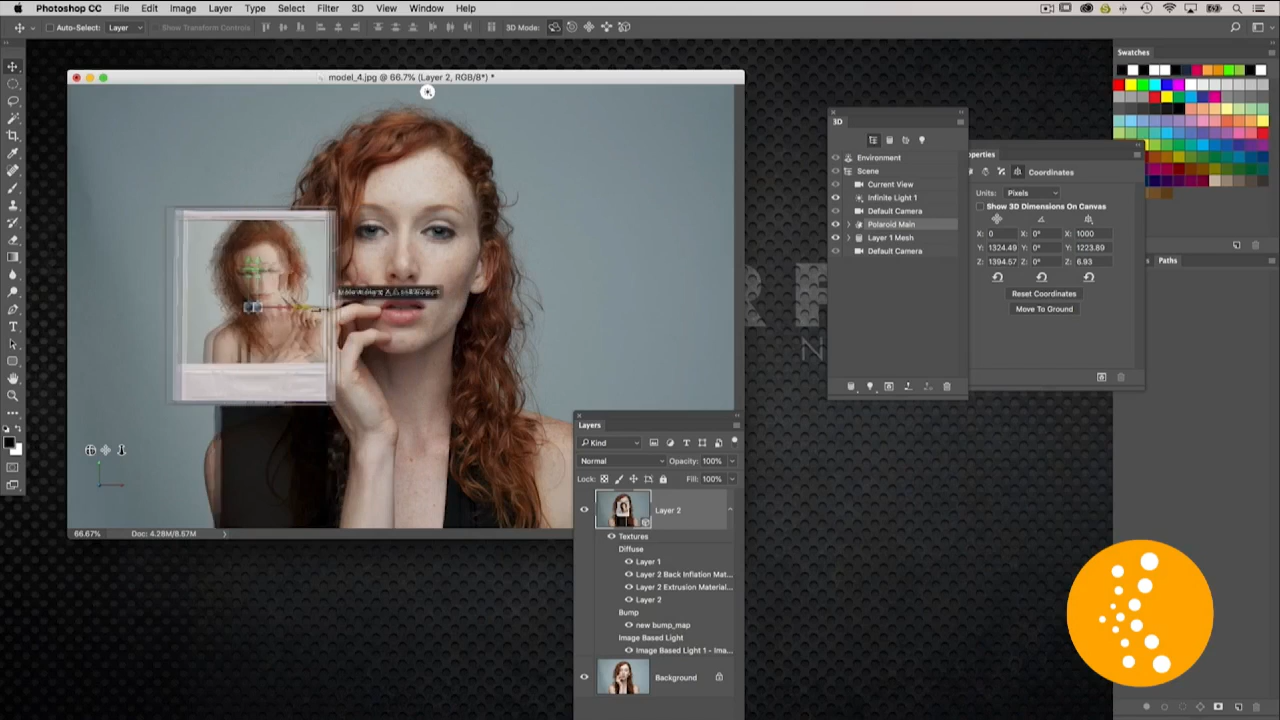 Photoshop CC File Edit Image Layer Type Select Filter 3D View Window Help
Auto-Select: Layer Show Transform Controls 3D Mode:
model_4.jpg @ 66.7% (Layer 2, RGB/8*) *
66.67% Doc: 4.28M/8.57M
3D
Environment
Scene
Current View
Infinite Light 1
Default Camera
Polaroid Main
Layer 1 Mesh
Default Camera
operties
Coordinates
Units: Pixels
Show 3D Dimensions On Canvas
X: 0 X: 0° X: 1000
Y: 1324.49 Y: 0° Y: 1223.89
Z: 1394.57 Z: 0° Z: 6.93
Reset Coordinates
Move To Ground
Swatches
s Paths
Layers
Kind
Normal Opacity: 100%
Lock: Fill: 100%
Layer 2
Textures
Diffuse
Layer 1
Layer 2 Back Inflation Mat...
Layer 2 Extrusion Material...
Layer 2
Bump
new bump_map
Image Based Light
Image Based Light 1 - Ima...
Background